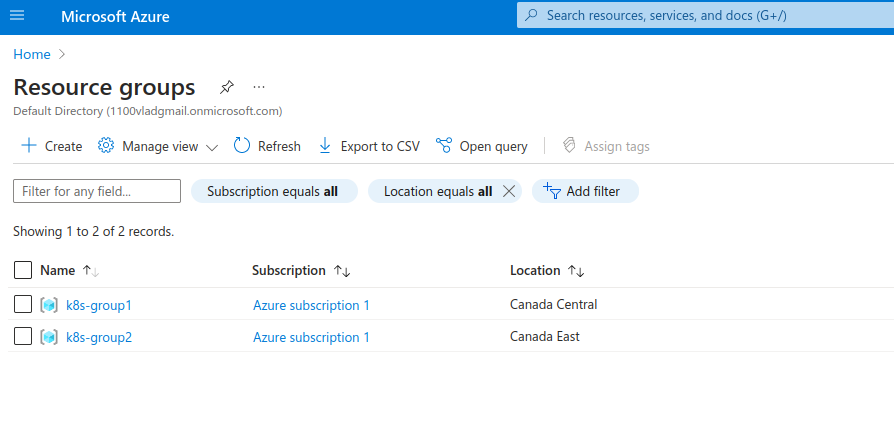 Microsoft Azure
Search resources, services, and docs (G+/)
Home
Resource groups
Default Directory (1100vladgmail.onmicrosoft.com)
Create Manage view Refresh Export to CSV Open query Assign tags
Filter for any field... Subscription equals all Location equals all Add filter
Showing 1 to 2 of 2 records.
Name Subscription Location
k8s-group1 Azure subscription 1 Canada Central
k8s-group2 Azure subscription 1 Canada East